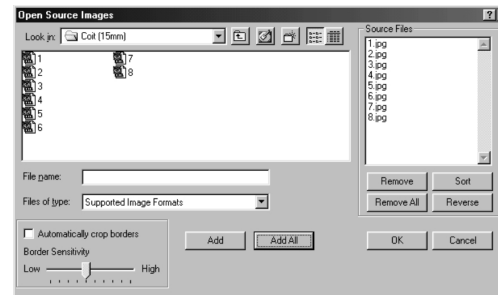 Open Source Images
?
Look in: Coit (15mm)
1
2
3
4
5
6
7
8
File name:
Files of type: Supported Image Formats
Automatically crop borders
Border Sensitivity
Low High
Add
Add All
Source Files
1.jpg
2.jpg
3.jpg
4.jpg
5.jpg
6.jpg
7.jpg
8.jpg
Remove Sort
Remove All Reverse
OK Cancel